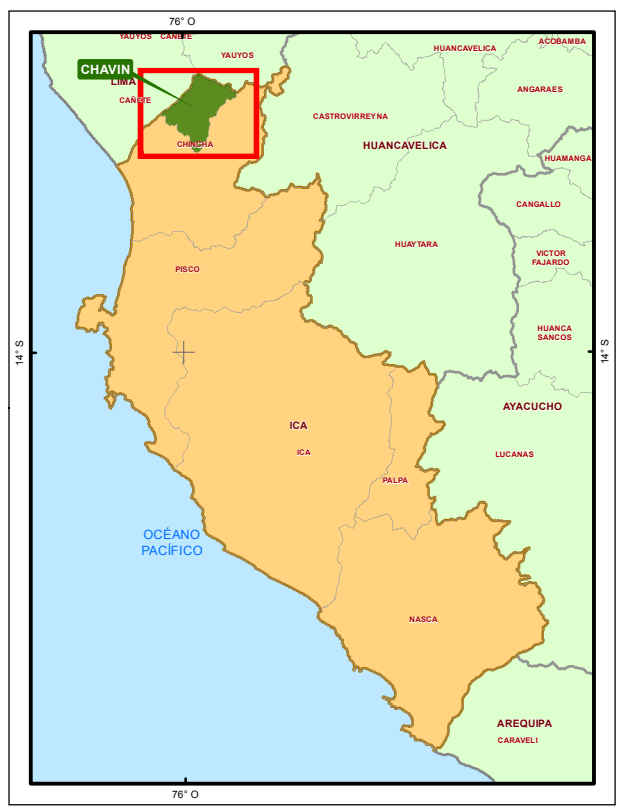 76° O
YAUYOS CAÑETE
YAUYOS
HUANCAVELICA
ACOBAMBA
CHAVIN
LIMA
CAÑETE
ANGARAES
CASTROVIRREYNA
CHINCHA
HUANCAVELICA
HUAMANGA
CANGALLO
HUAYTARA
VICTOR
FAJARDO
PISCO
HUANCA
SANCOS
14° S
14° S
AYACUCHO
ICA
ICA
LUCANAS
PALPA
OCÉANO
PACÍFICO
NASCA
AREQUIPA
CARAVELI
76° O